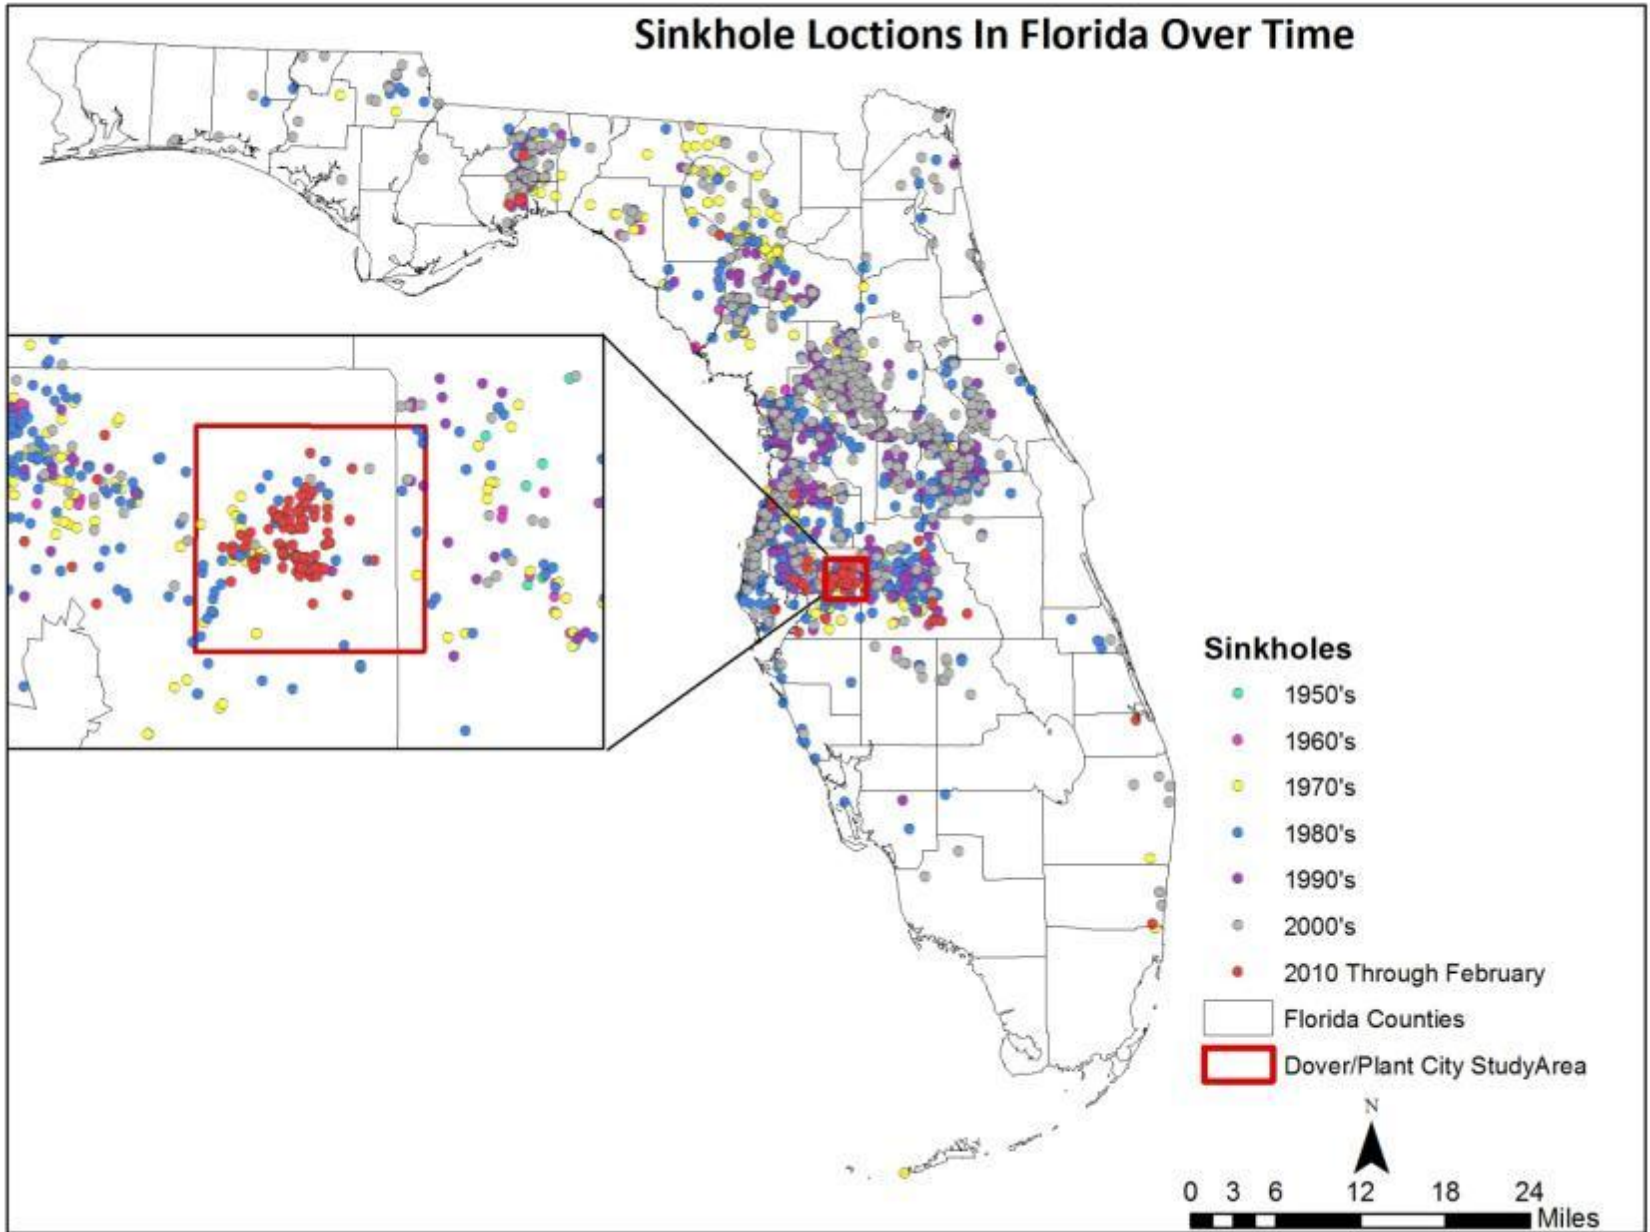 Sinkhole Loctions In Florida Over Time
Sinkholes
1950's
1960's
1970's
1980's
1990's
2000's
2010 Through February
Florida Counties
Dover/Plant City StudyArea
N
0 3 6 12 18 24
Miles